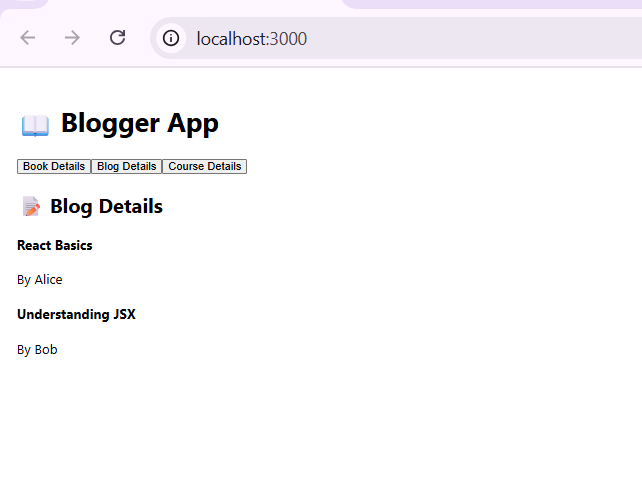 localhost:3000
📖 Blogger App
Book Details Blog Details Course Details
📝 Blog Details
React Basics
By Alice
Understanding JSX
By Bob